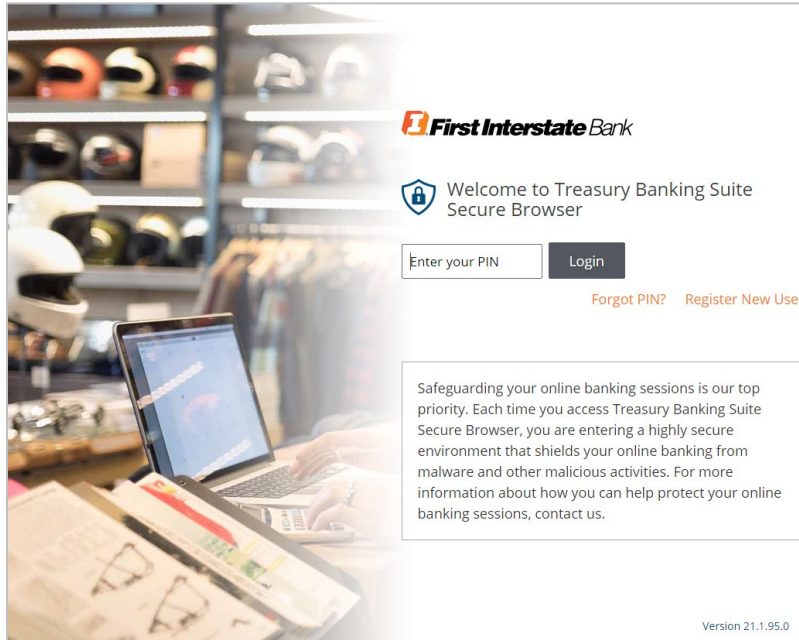 First Interstate Bank
Welcome to Treasury Banking Suite
Secure Browser
Enter your PIN
Login
Forgot PIN? Register New Use
Safeguarding your online banking sessions is our top
priority. Each time you access Treasury Banking Suite
Secure Browser, you are entering a highly secure
environment that shields your online banking from
malware and other malicious activities. For more
information about how you can help protect your online
banking sessions, contact us.
Version 21.1.95.0